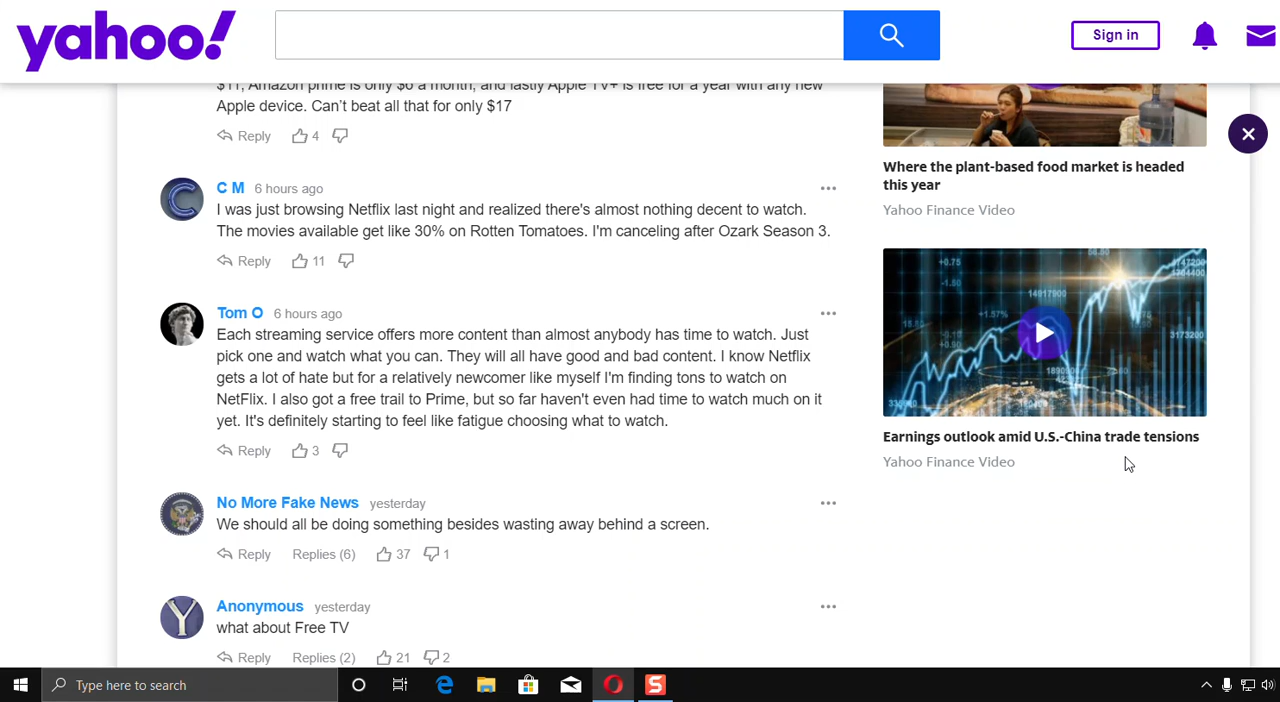 yahoo!
Sign in
$11, Amazon prime is only $6 a month, and lastly Apple TV+ is free for a year with any new
Apple device. Can't beat all that for only $17
Reply 4
C M 6 hours ago
I was just browsing Netflix last night and realized there's almost nothing decent to watch.
The movies available get like 30% on Rotten Tomatoes. I'm canceling after Ozark Season 3.
Reply 11
Tom O 6 hours ago
Each streaming service offers more content than almost anybody has time to watch. Just
pick one and watch what you can. They will all have good and bad content. I know Netflix
gets a lot of hate but for a relatively newcomer like myself I'm finding tons to watch on
NetFlix. I also got a free trail to Prime, but so far haven't even had time to watch much on it
yet. It's definitely starting to feel like fatigue choosing what to watch.
Reply 3
No More Fake News yesterday
We should all be doing something besides wasting away behind a screen.
Reply Replies (6) 37 1
Anonymous yesterday
what about Free TV
Reply Replies (2) 21 2
Where the plant-based food market is headed
this year
Yahoo Finance Video
+0.75
-1.50
14917900
+1.57%
3173200
Earnings outlook amid U.S.-China trade tensions
Yahoo Finance Video
Type here to search